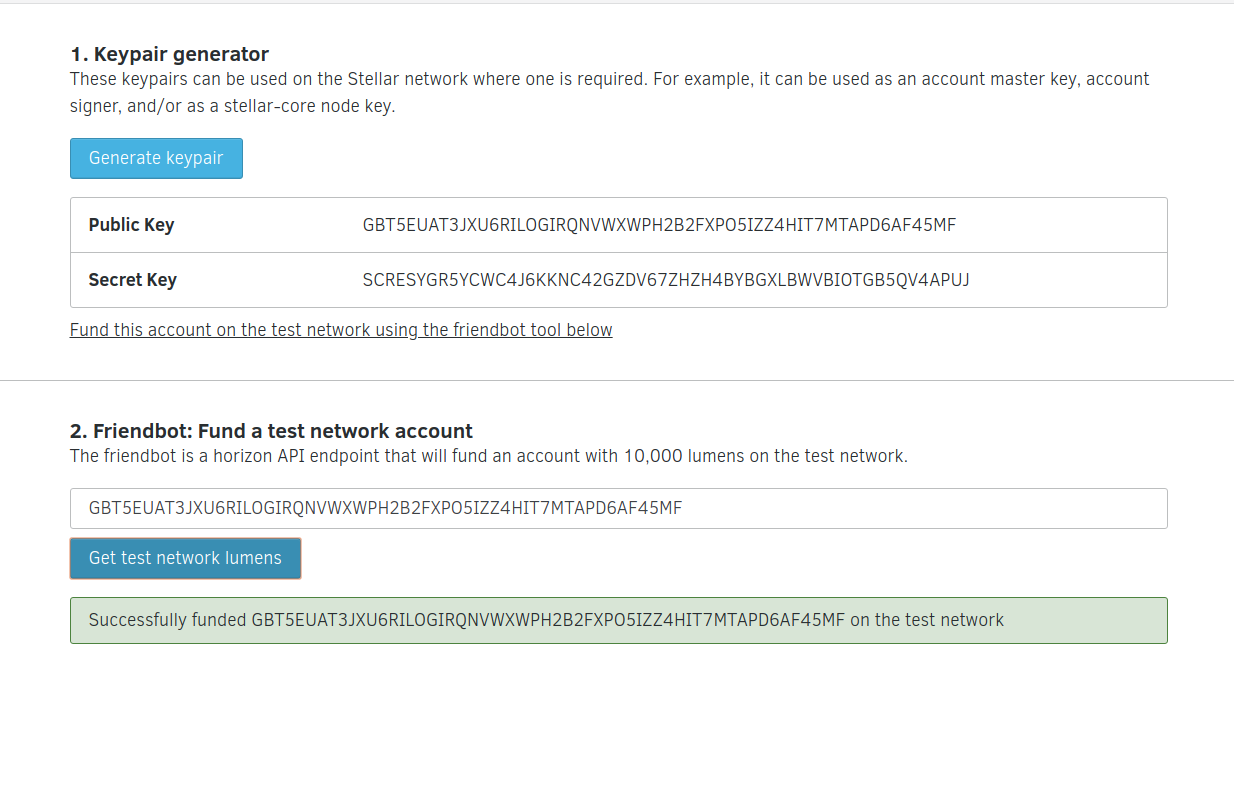 1. Keypair generator
These keypairs can be used on the Stellar network where one is required. For example, it can be used as an account master key, account
signer, and/or as a stellar-core node key.
Generate keypair
Public Key GBT5EUAT3JXU6RILOGIRQNVWXWPH2B2FXPO5IZZ4HIT7MTAPD6AF45MF
Secret Key SCRESYGR5YCWC4J6KKNC42GZDV67ZHZH4BYBGXLBWVBIOTGB5QV4APUJ
Fund this account on the test network using the friendbot tool below
2. Friendbot: Fund a test network account
The friendbot is a horizon API endpoint that will fund an account with 10,000 lumens on the test network.
GBT5EUAT3JXU6RILOGIRQNVWXWPH2B2FXPO5IZZ4HIT7MTAPD6AF45MF
Get test network lumens
Successfully funded GBT5EUAT3JXU6RILOGIRQNVWXWPH2B2FXPO5IZZ4HIT7MTAPD6AF45MF on the test network